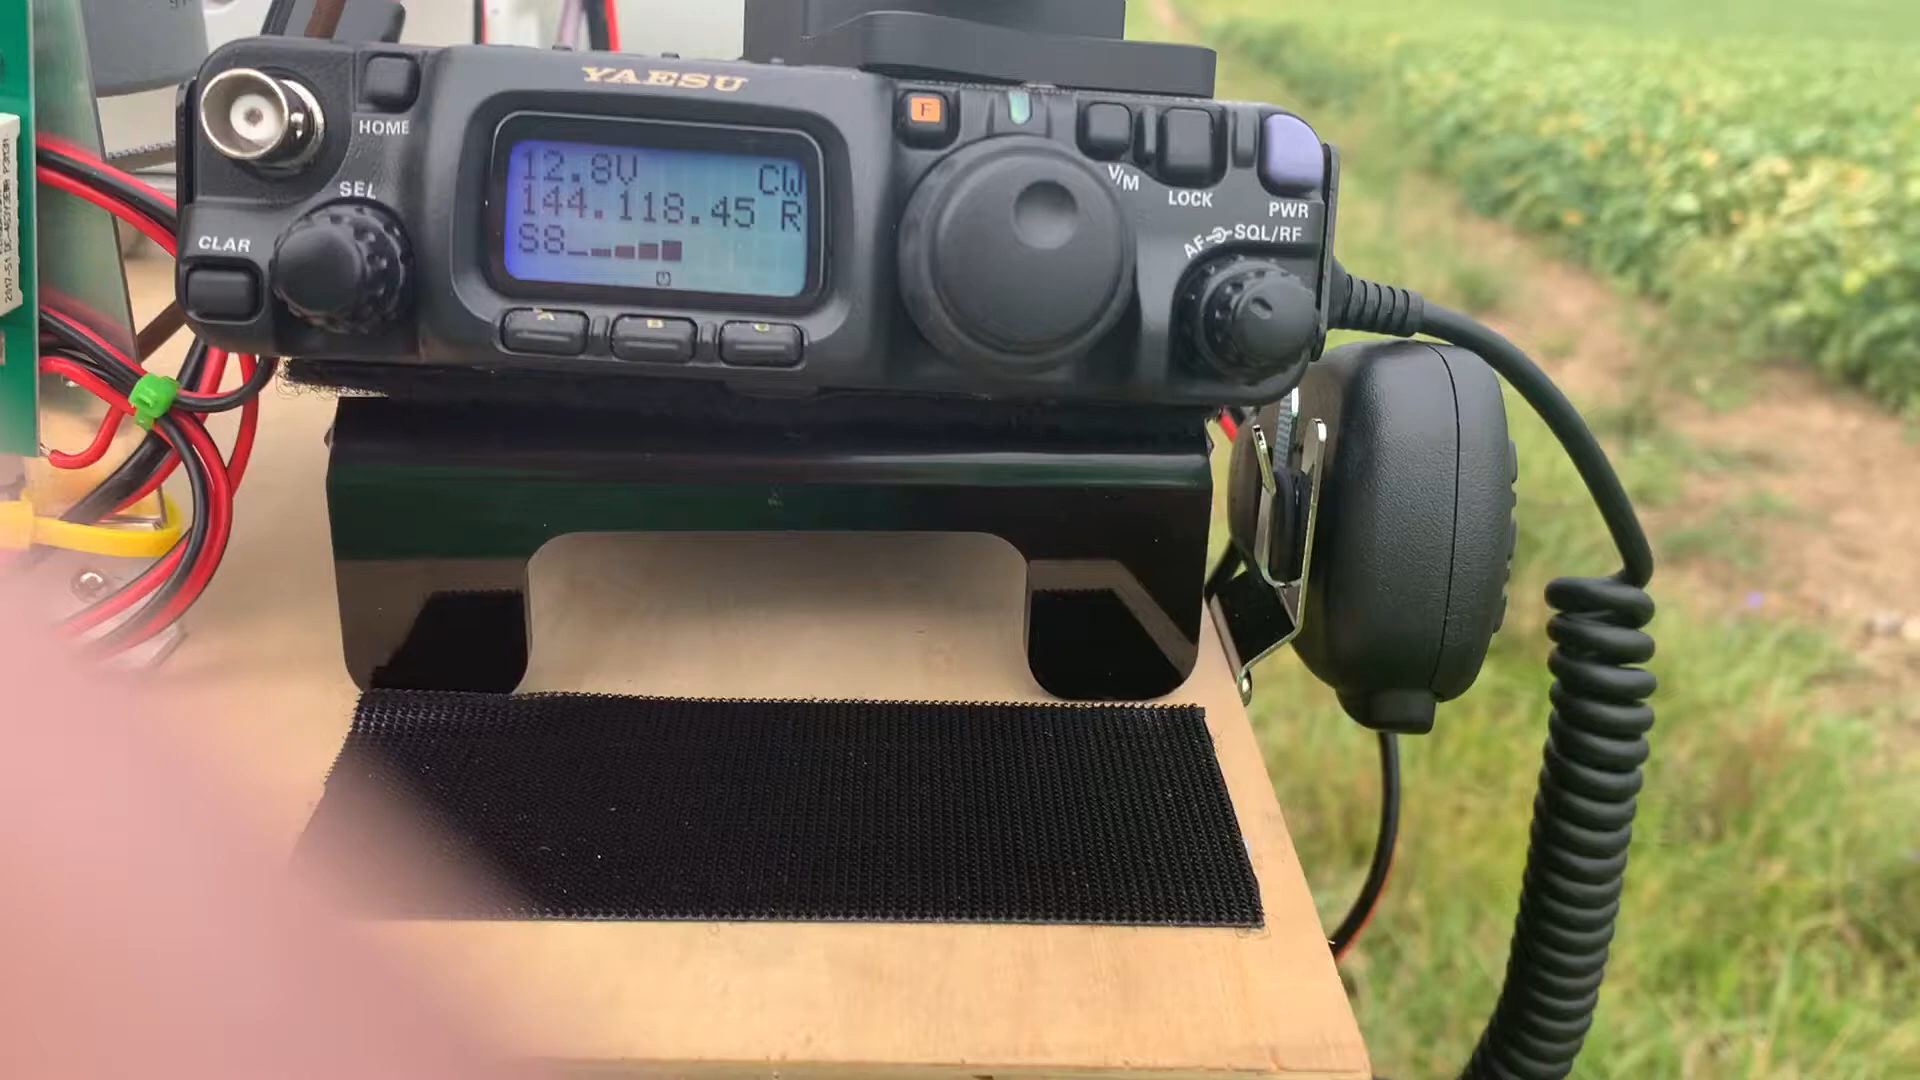 YAESU
F
HOME
SEL
CLAR
12.8V
CW
144.118.45 R
S8
A
B
C
V/M
LOCK
PWR
AF
SQL/RF